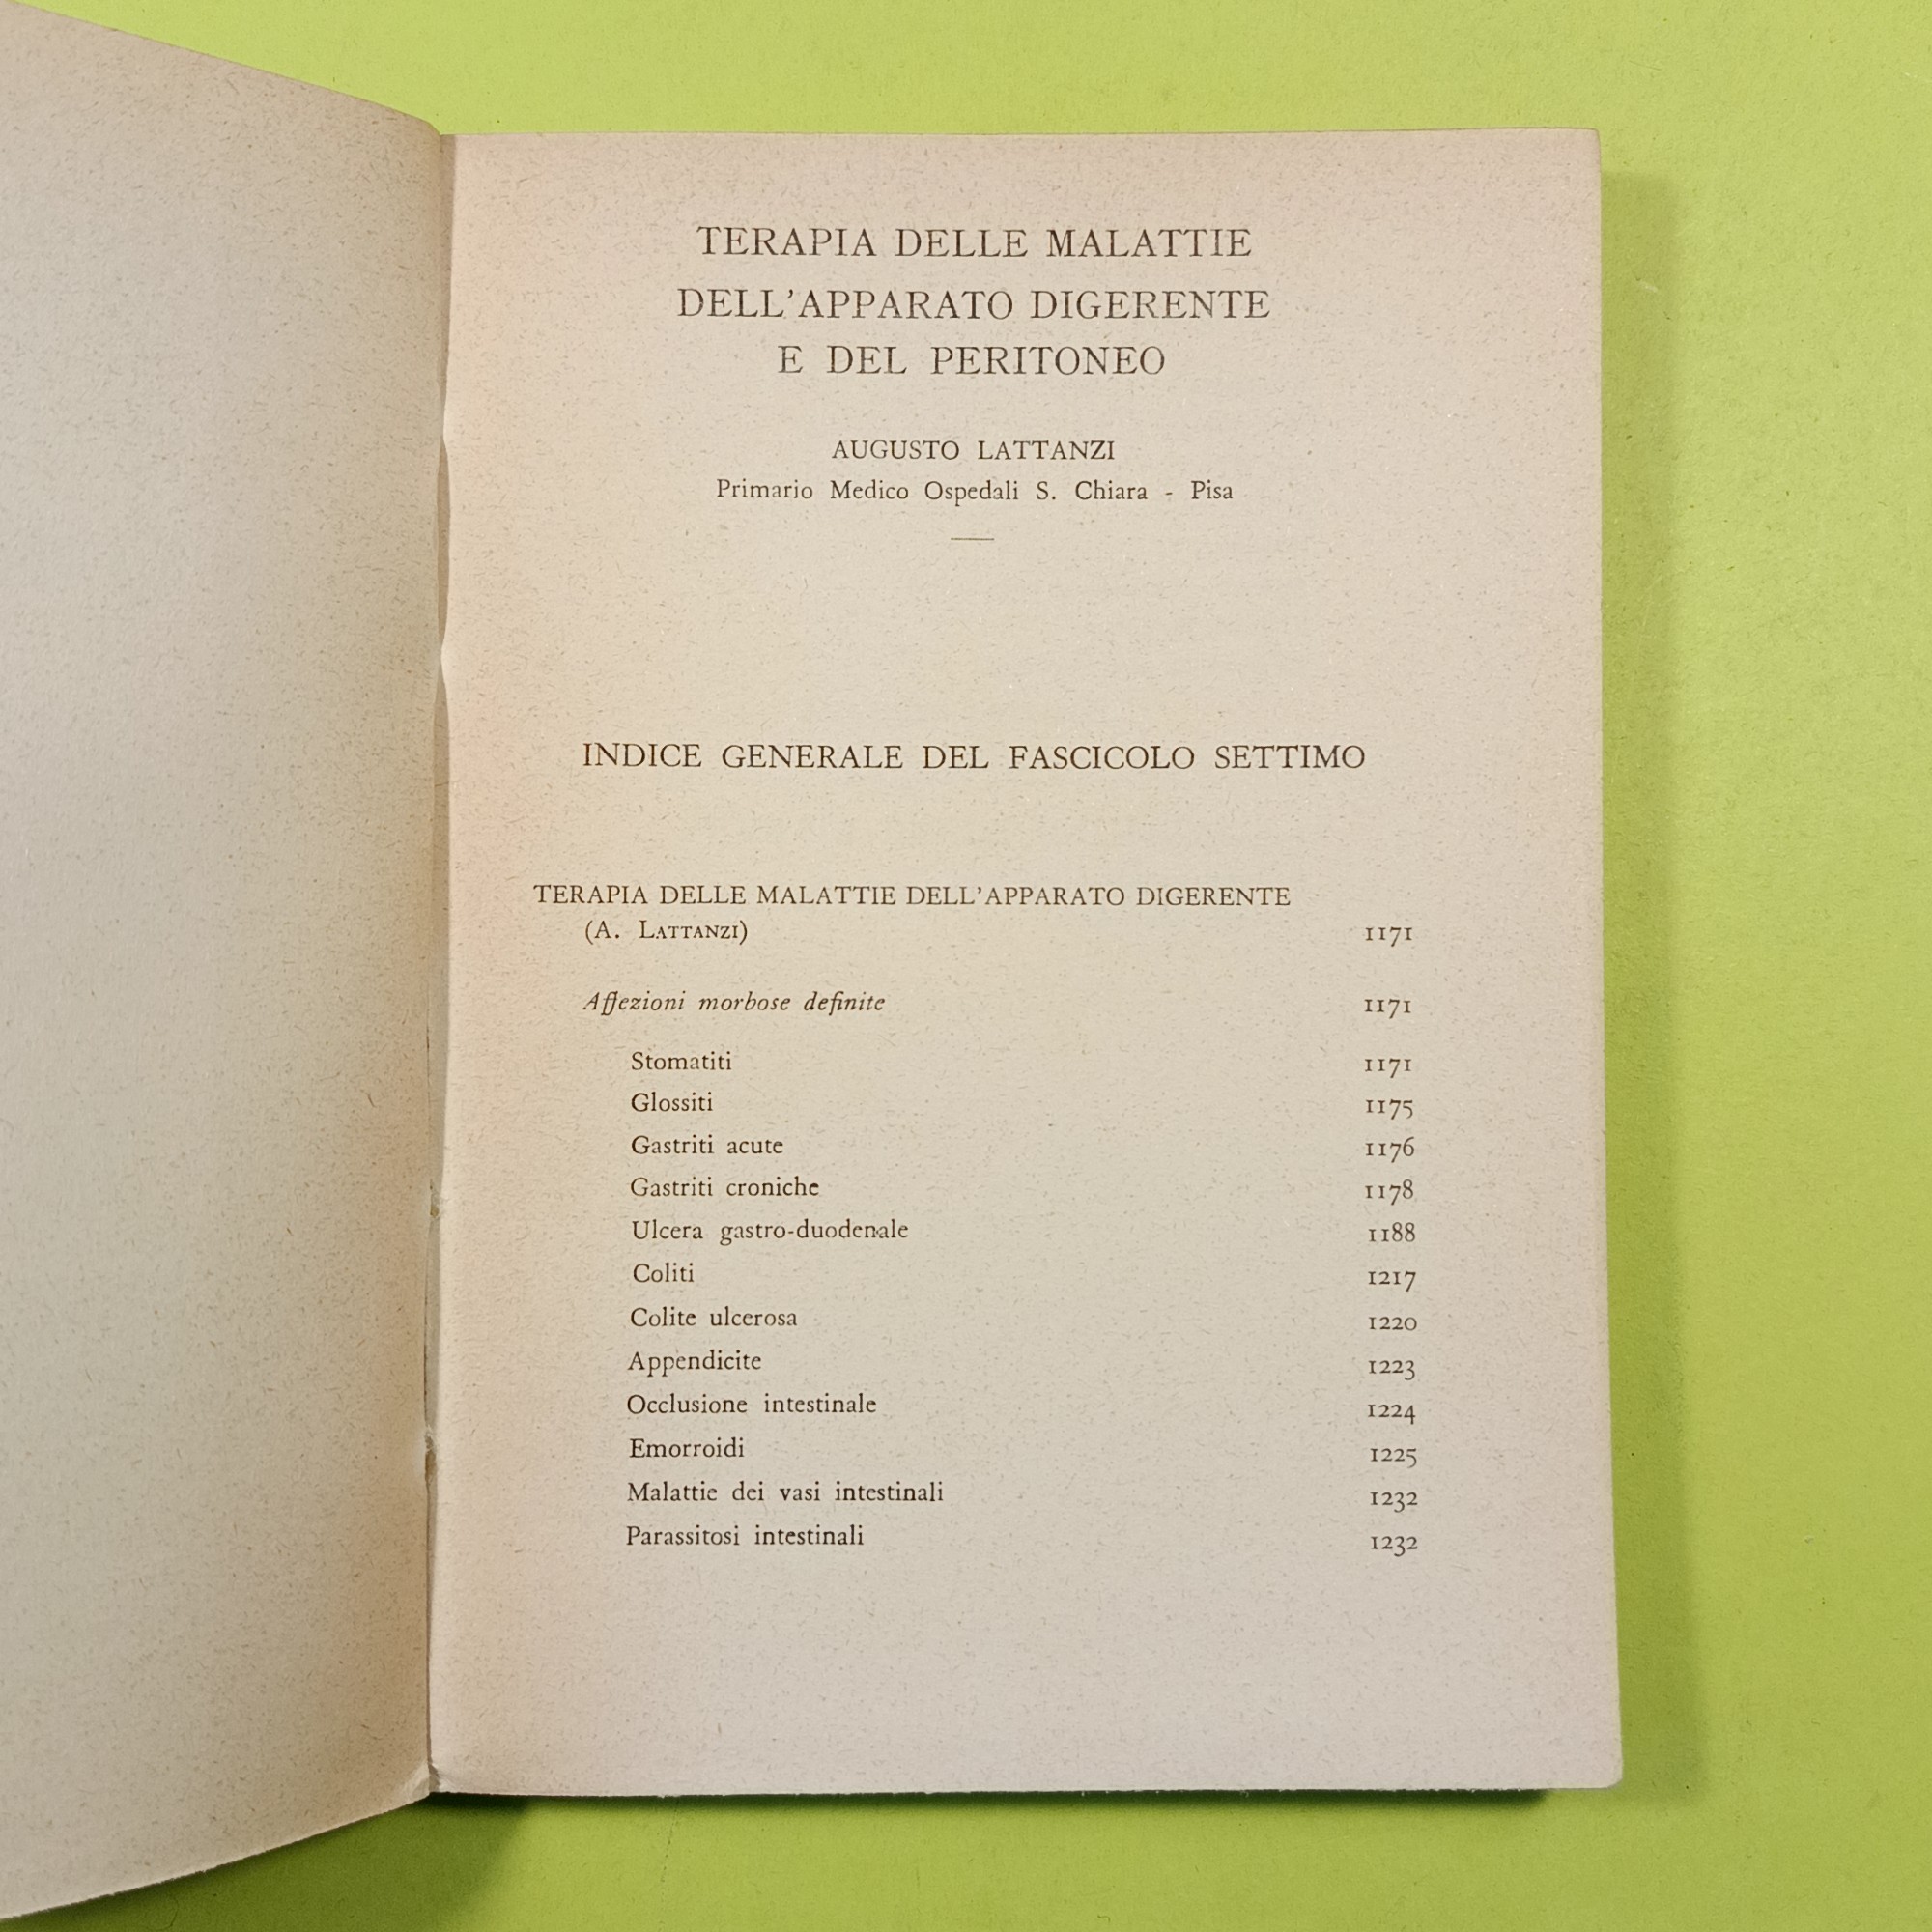 TERAPIA DELLE MALATTIE
DELL'APPARATO DIGERENTE
E DEL PERITONEO
AUGUSTO LATTANZI
Primario Medico Ospedali S. Chiara - Pisa
INDICE GENERALE DEL FASCICOLO SETTIMO
TERAPIA DELLE MALATTIE DELL'APPARATO DIGERENTE
(A. LATTANZI) 1171
Affezioni morbose definite 1171
Stomatiti 1171
Glossiti 1175
Gastriti acute 1176
Gastriti croniche 1178
Ulcera gastro-duodenale 1188
Coliti 1217
Colite ulcerosa 1220
Appendicite 1223
Occlusione intestinale 1224
Emorroidi 1225
Malattie dei vasi intestinali 1232
Parassitosi intestinali 1232